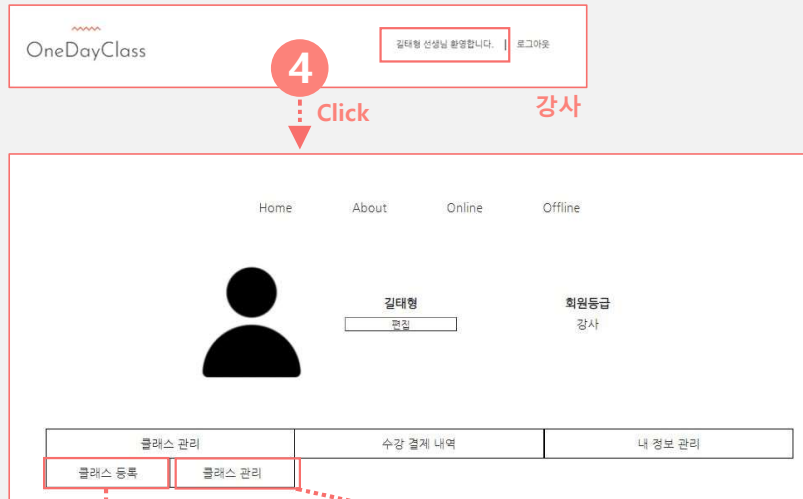 OneDayClass
길태형 선생님 환영합니다. | 로그아웃
4
Click
강사
Home About Online Offline
길태형 회원등급
편집 강사
클래스 관리 수강 결제 내역 내 정보 관리
클래스 등록 클래스 관리